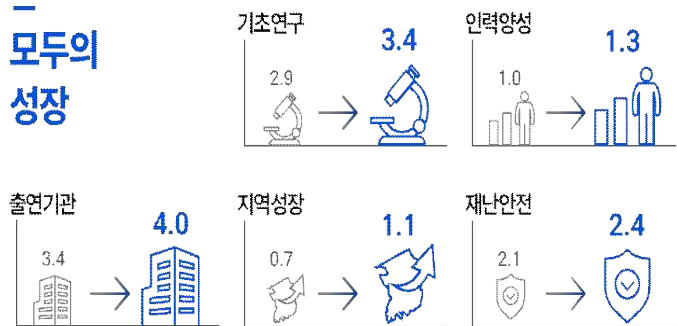 모두의
성장
기초연구
2.9
3.4
인력양성
1.0
1.3
출연기관
3.4
4.0
지역성장
0.7
1.1
재난안전
2.1
2.4